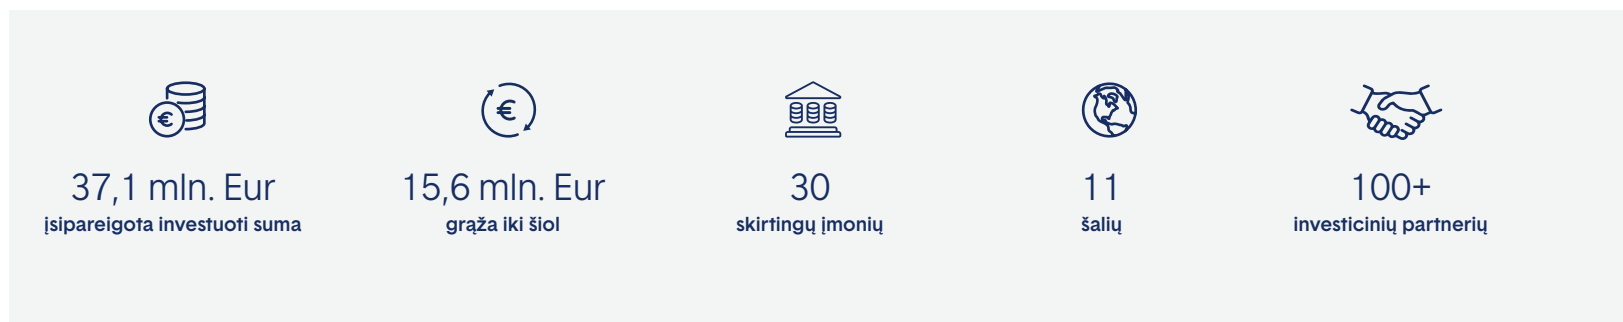 37,1 mln. Eur
įsipareigota investuoti suma
15,6 mln. Eur
grąža iki šiol
30
skirtingų įmonių
11
šalių
100+
investicinių partnerių